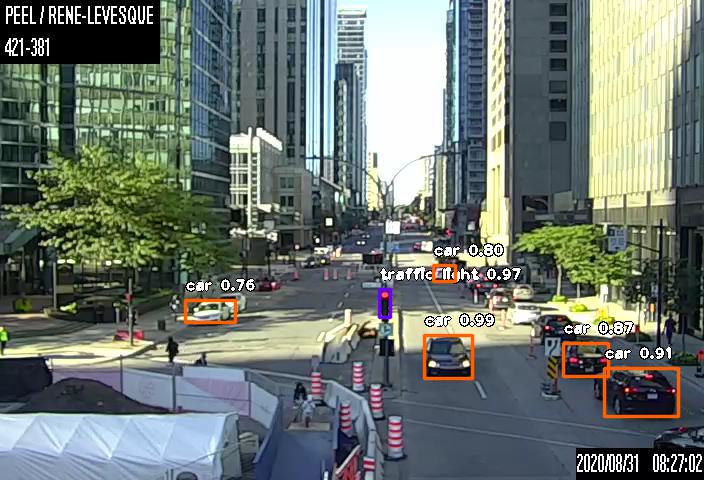 PEEL / RENE-LEVESQUE
421-381
car 0.80
traffic light 0.97
car 0.76
car 0.99
car 0.87
car 0.91
2020/08/31 08:27:02